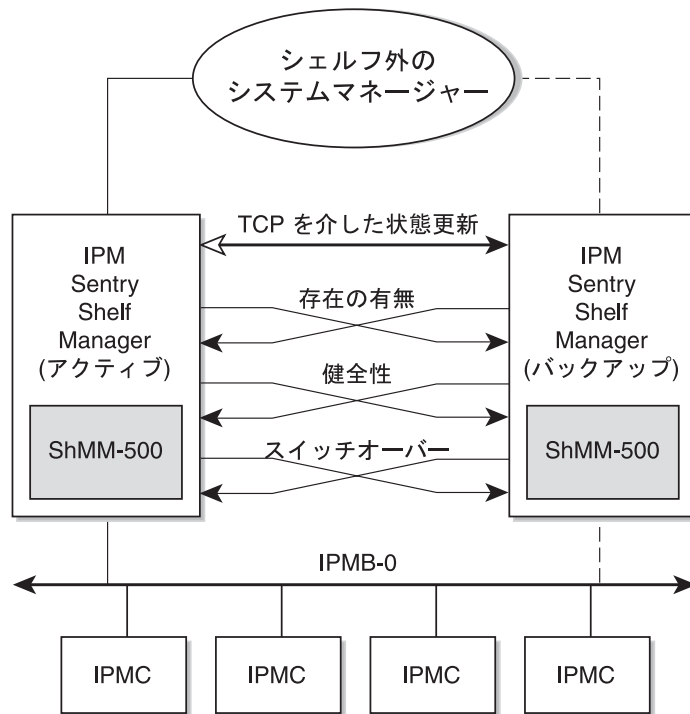 シェルフ外の
システムマネージャー
TCP を介した状態更新
IPM
Sentry
Shelf
Manager
(アクティブ)
ShMM-500
存在の有無
健全性
スイッチオーバー
IPM
Sentry
Shelf
Manager
(バックアップ)
ShMM-500
IPMB-0
IPMC
IPMC
IPMC
IPMC